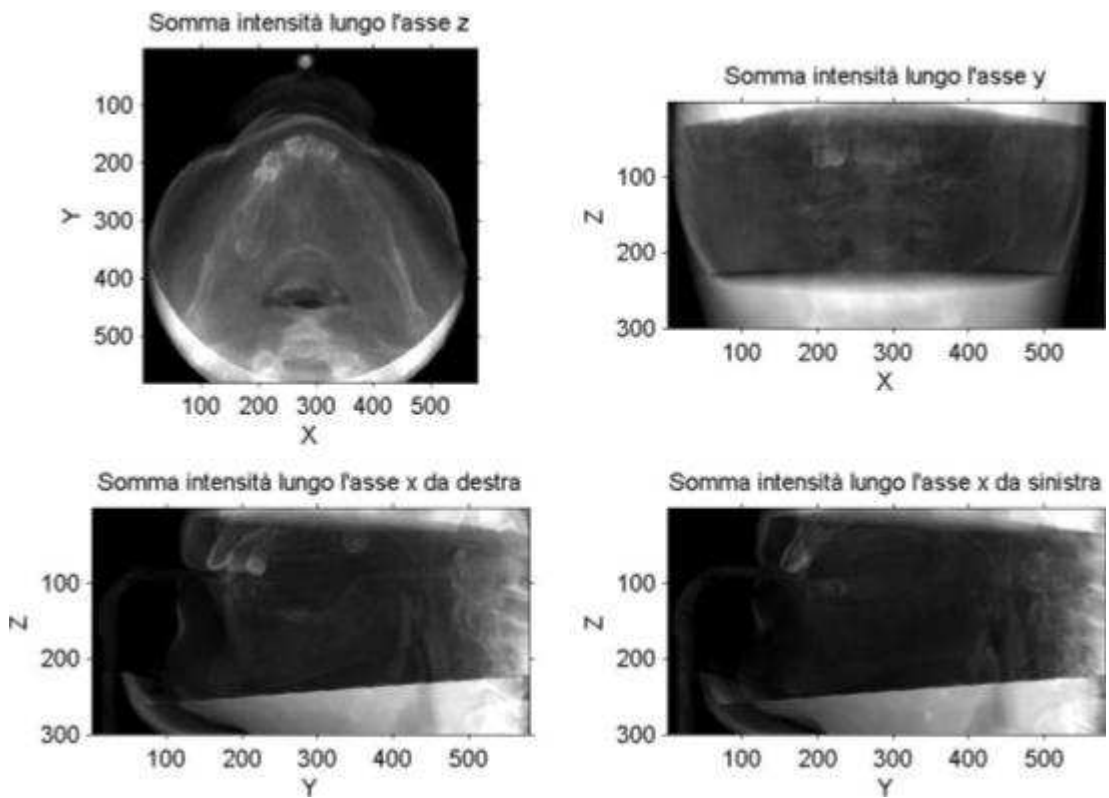 Somma intensità lungo l'asse z
100
200
300
400
500
Y
100 200 300 400 500
X
Somma intensità lungo l'asse y
100
200
300
Z
100 200 300 400 500
X
Somma intensità lungo l'asse x da destra
100
200
300
Z
100 200 300 400 500
Y
Somma intensità lungo l'asse x da sinistra
100
200
300
Z
100 200 300 400 500
Y